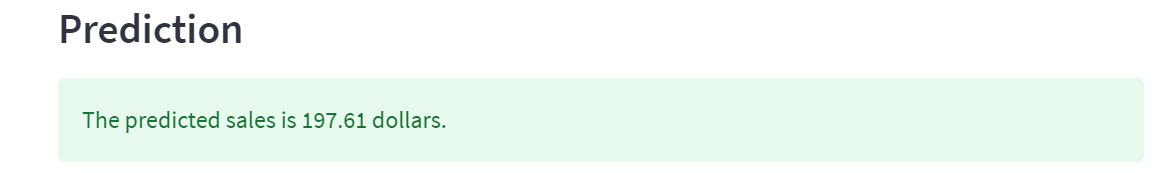 Prediction
The predicted sales is 197.61 dollars.